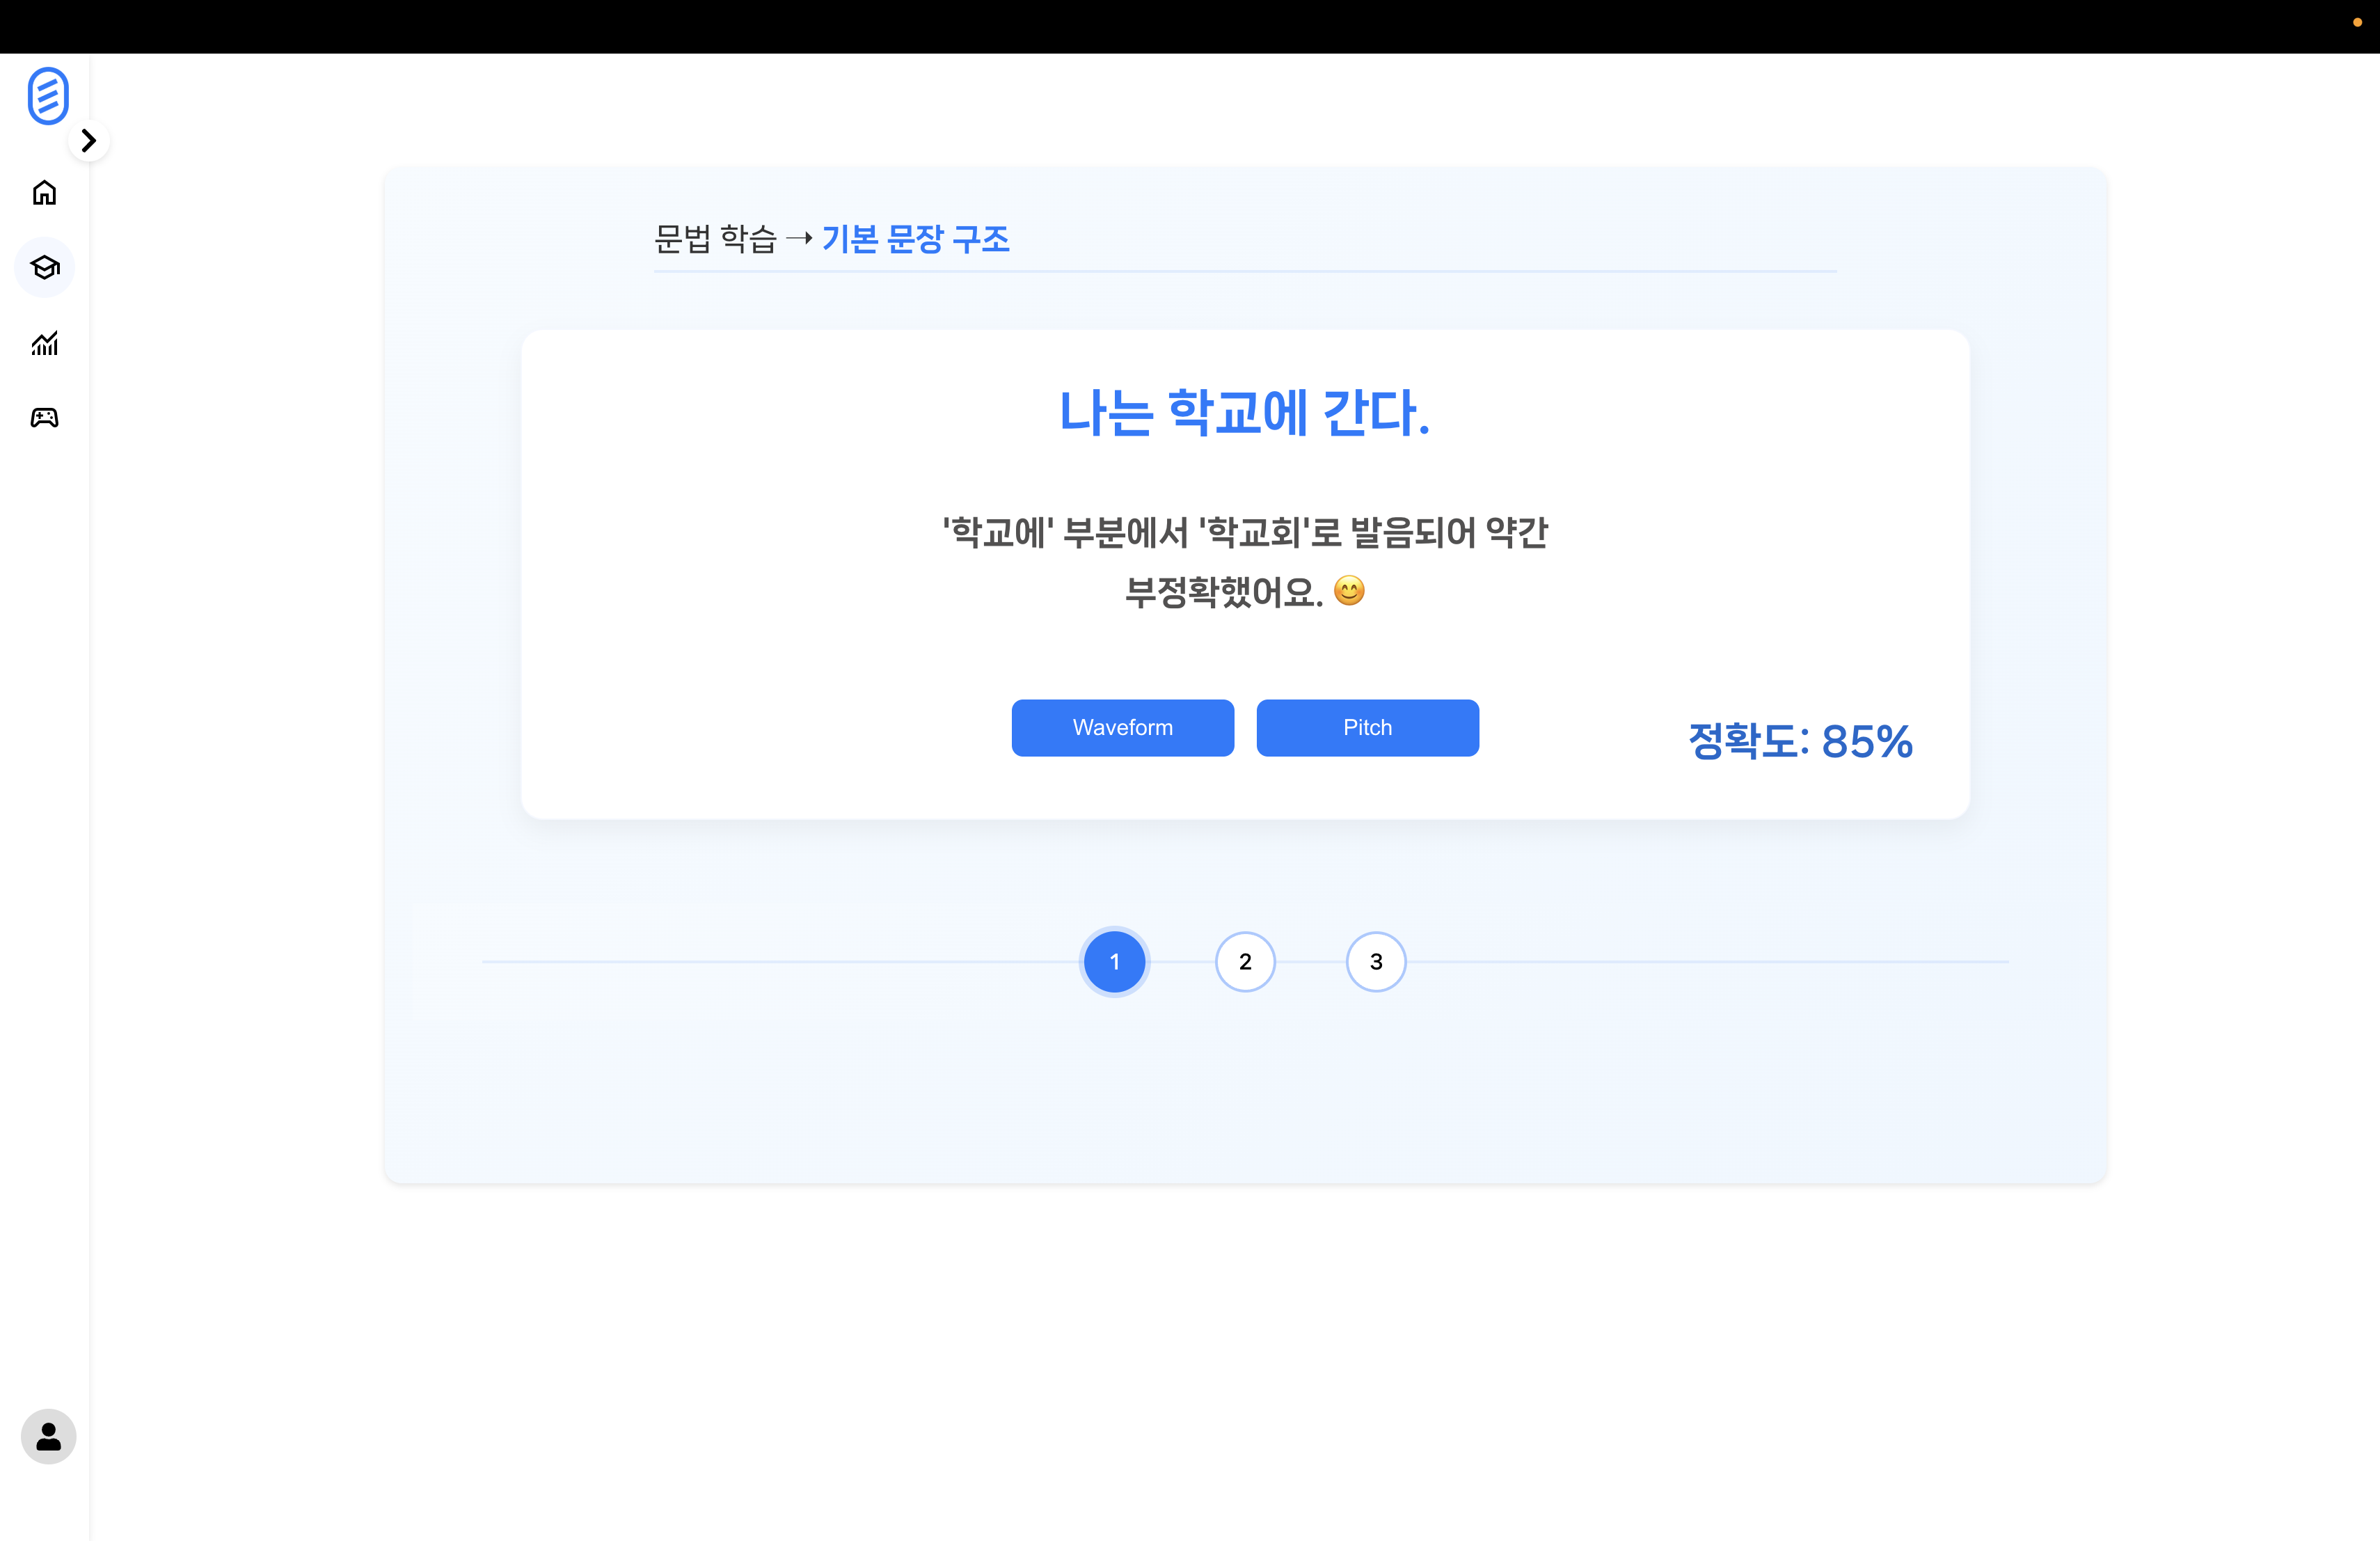 문법 학습 → 기본 문장 구조
나는 학교에 간다.
'학교에' 부분에서 '학교회'로 발음되어 약간
부정확했어요. 😊
Waveform
Pitch
정확도: 85%
1
2
3